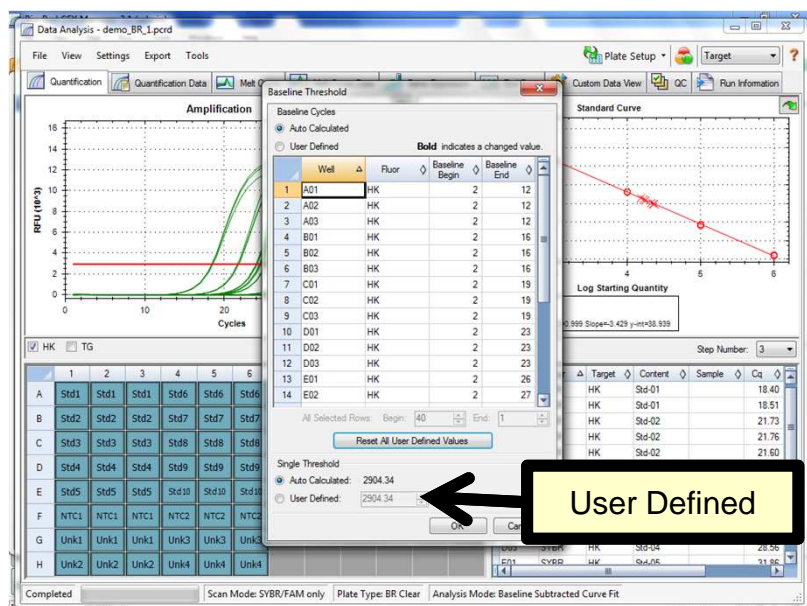 Data Analysis - demo_BR_1.pcrd
File View Settings Export Tools Plate Setup Target ?
Quantification Quantification Data Melt Custom Data View QC Run Information
Amplification
RFU (10^3)
16
14
12
10
8
6
4
2
0
0 10 20
Cycles
Standard Curve
4 5 6
Log Starting Quantity
0.999 Slope=-3.429 y-int=38.939
Baseline Threshold
Baseline Cycles
Auto Calculated
User Defined Bold indicates a changed value.
Well Fluor Baseline Begin Baseline End
1 A01 HK 2 12
2 A02 HK 2 12
3 A03 HK 2 12
4 B01 HK 2 16
5 B02 HK 2 16
6 B03 HK 2 16
7 C01 HK 2 19
8 C02 HK 2 19
9 C03 HK 2 19
10 D01 HK 2 23
11 D02 HK 2 23
12 D03 HK 2 23
13 E01 HK 2 26
14 E02 HK 2 27
All Selected Rows: Begin: 40 End: 1
Reset All User Defined Values
Single Threshold
Auto Calculated: 2904.34
User Defined: 2904.34
OK
User Defined
HK TG
Step Number: 3
1 2 3 4 5 6
A Std1 Std1 Std1 Std6 Std6 Std6
B Std2 Std2 Std2 Std7 Std7 Std7
C Std3 Std3 Std3 Std8 Std8 Std8
D Std4 Std4 Std4 Std9 Std9 Std9
E Std5 Std5 Std5 Std10 Std10 Std10
F NTC1 NTC1 NTC1 NTC2 NTC2 NTC2
G Unk1 Unk1 Unk1 Unk3 Unk3 Unk3
H Unk2 Unk2 Unk2 Unk4 Unk4 Unk4
Target Content Sample Cq
HK Std-01 18.40
HK Std-01 18.51
HK Std-02 21.73
HK Std-02 21.76
HK Std-02 21.60
D03 SYBR HK Std-04 28.56
E01 SYBR HK Std-05 31.86
Completed Scan Mode: SYBR/FAM only Plate Type: BR Clear Analysis Mode: Baseline Subtracted Curve Fit